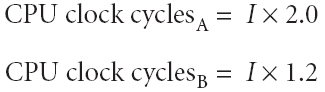 CPU clock cycles_A = I × 2.0
CPU clock cycles_B = I × 1.2